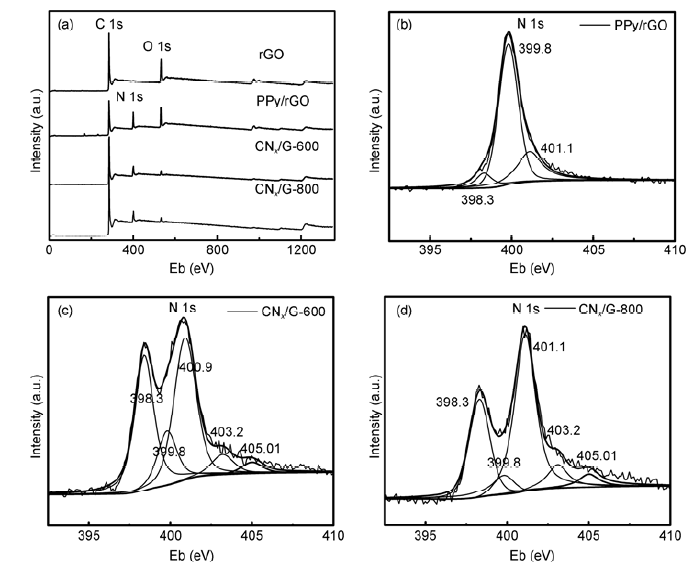 (a)
C 1s
O 1s
rGO
N 1s
PPy/rGO
CNₓ/G-600
CNₓ/G-800
Intensity (a.u.)
0 400 800 1200
Eb (eV)
(b)
N 1s
PPy/rGO
399.8
401.1
398.3
Intensity (a.u.)
395 400 405 410
Eb (eV)
(c)
N 1s
CNₓ/G-600
398.3
400.9
399.8
403.2
405.01
Intensity (a.u.)
395 400 405 410
Eb (eV)
(d)
N 1s
CNₓ/G-800
401.1
398.3
399.8
403.2
405.01
Intensity (a.u.)
395 400 405 410
Eb (eV)